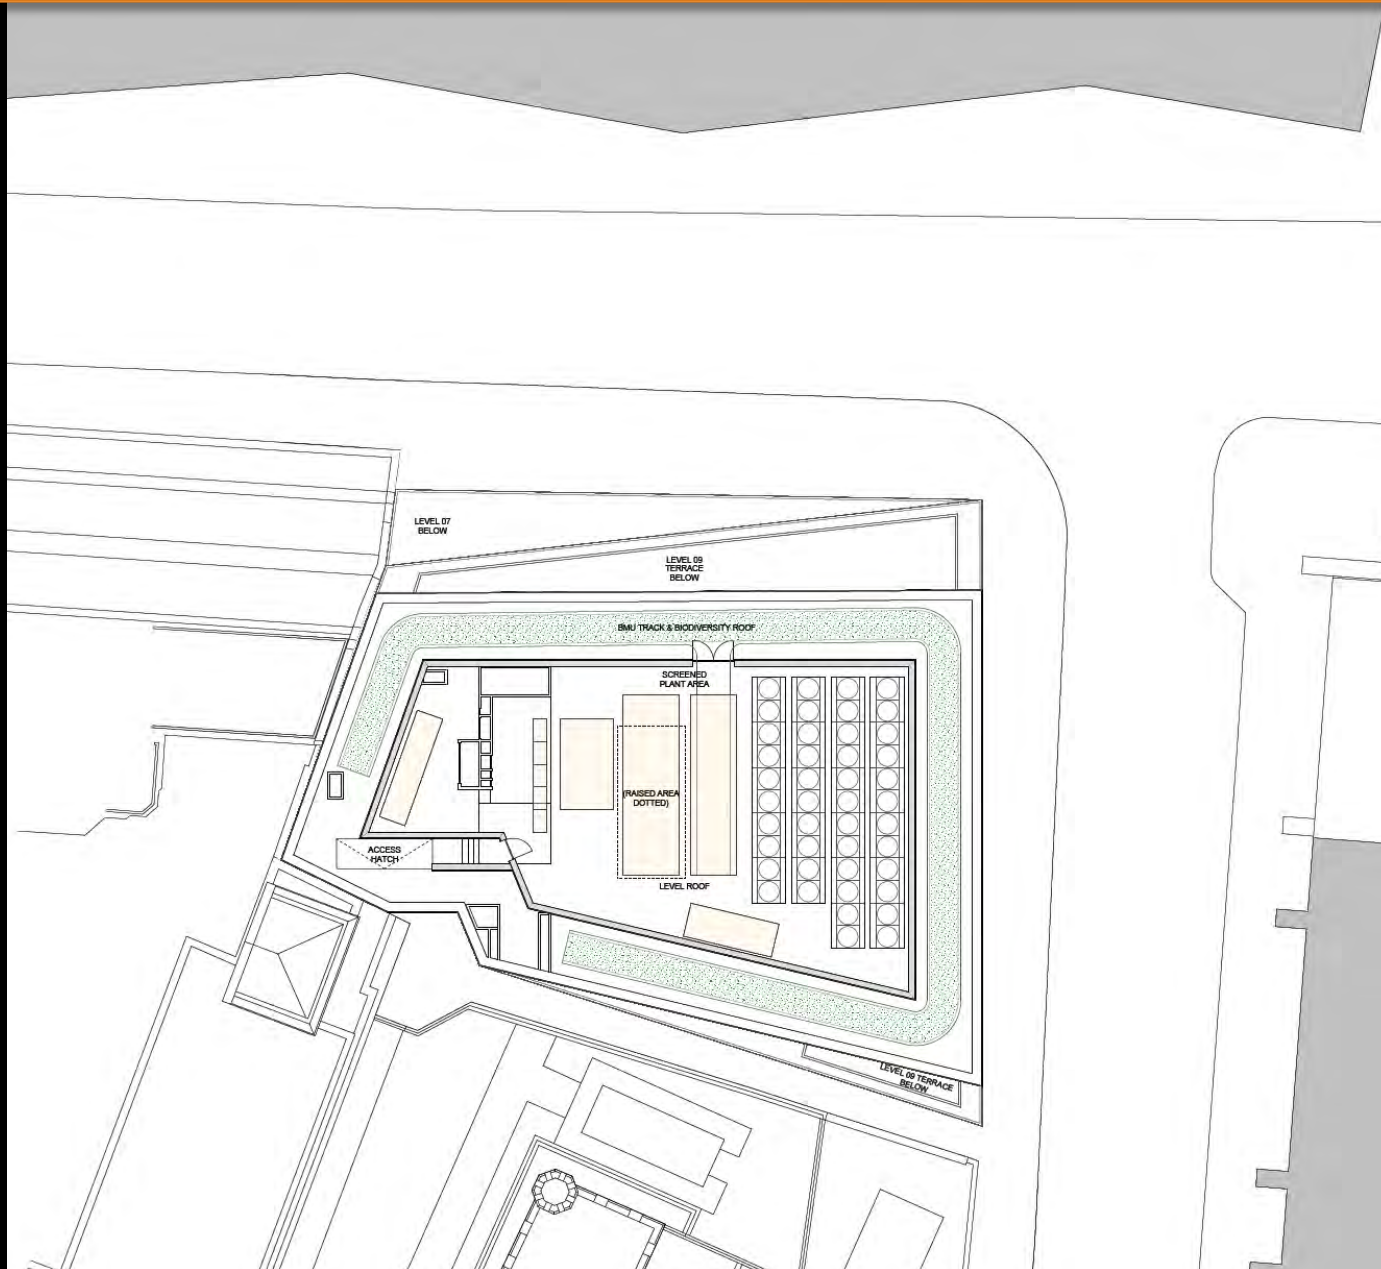 LEVEL 07
BELOW
LEVEL 09
TERRACE
BELOW
BMU TRACK & BIODIVERSITY ROOF
SCREENED
PLANT AREA
(RAISED AREA
DOTTED)
ACCESS
HATCH
LEVEL ROOF
LEVEL 09 TERRACE
BELOW